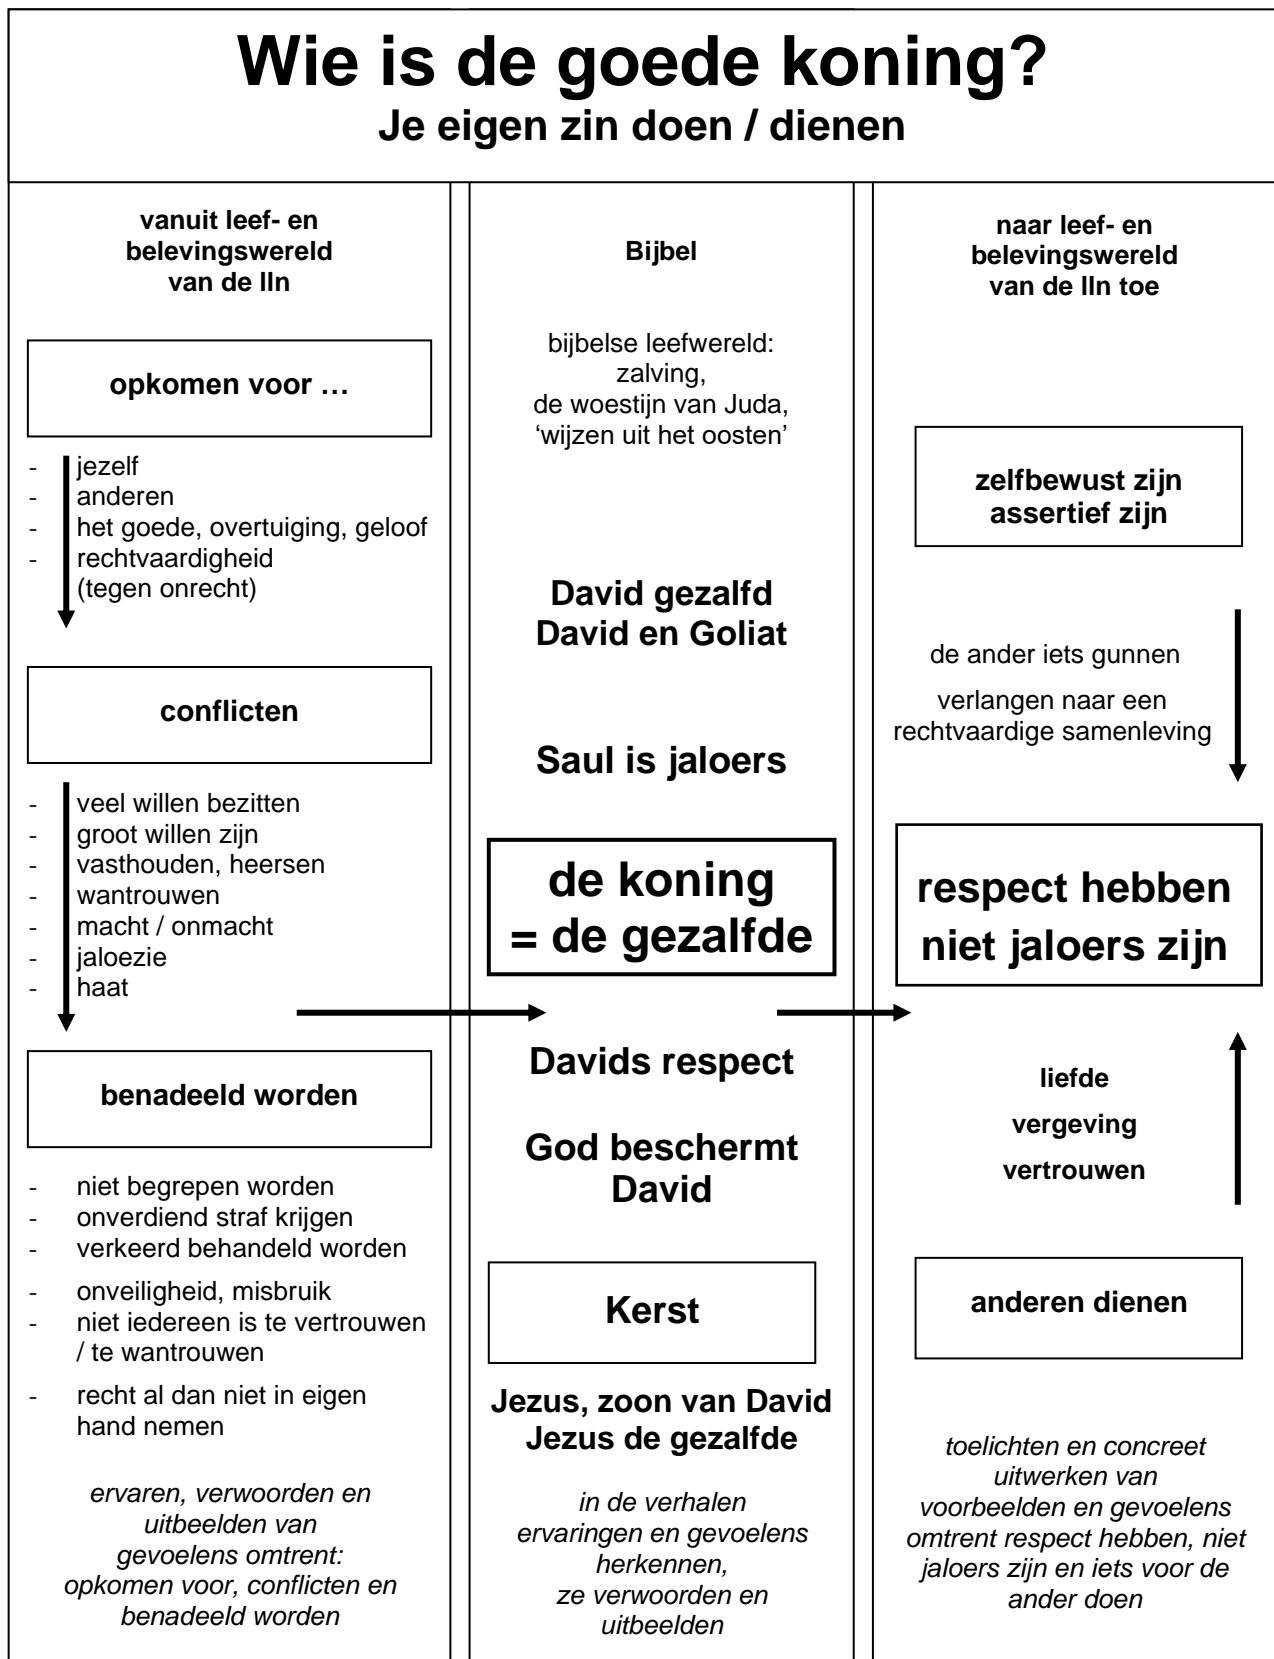 Wie is de goede koning?
Je eigen zin doen / dienen
vanuit leef- en
belevingswereld
van de lln
opkomen voor …
- jezelf
- anderen
- het goede, overtuiging, geloof
- rechtvaardigheid
(tegen onrecht)
conflicten
- veel willen bezitten
- groot willen zijn
- vasthouden, heersen
- wantrouwen
- macht / onmacht
- jaloezie
- haat
benadeeld worden
- niet begrepen worden
- onverdiend straf krijgen
- verkeerd behandeld worden
- onveiligheid, misbruik
- niet iedereen is te vertrouwen
/ te wantrouwen
- recht al dan niet in eigen
hand nemen
ervaren, verwoorden en
uitbeelden van
gevoelens omtrent:
opkomen voor, conflicten en
benadeeld worden
Bijbel
bijbelse leefwereld:
zalving,
de woestijn van Juda,
‘wijzen uit het oosten’
David gezalfd
David en Goliat
Saul is jaloers
de koning
= de gezalfde
Davids respect
God beschermt
David
Kerst
Jezus, zoon van David
Jezus de gezalfde
in de verhalen
ervaringen en gevoelens
herkennen,
ze verwoorden en
uitbeelden
naar leef- en
belevingswereld
van de lln toe
zelfbewust zijn
assertief zijn
de ander iets gunnen
verlangen naar een
rechtvaardige samenleving
respect hebben
niet jaloers zijn
liefde
vergeving
vertrouwen
anderen dienen
toelichten en concreet
uitwerken van
voorbeelden en gevoelens
omtrent respect hebben, niet
jaloers zijn en iets voor de
ander doen